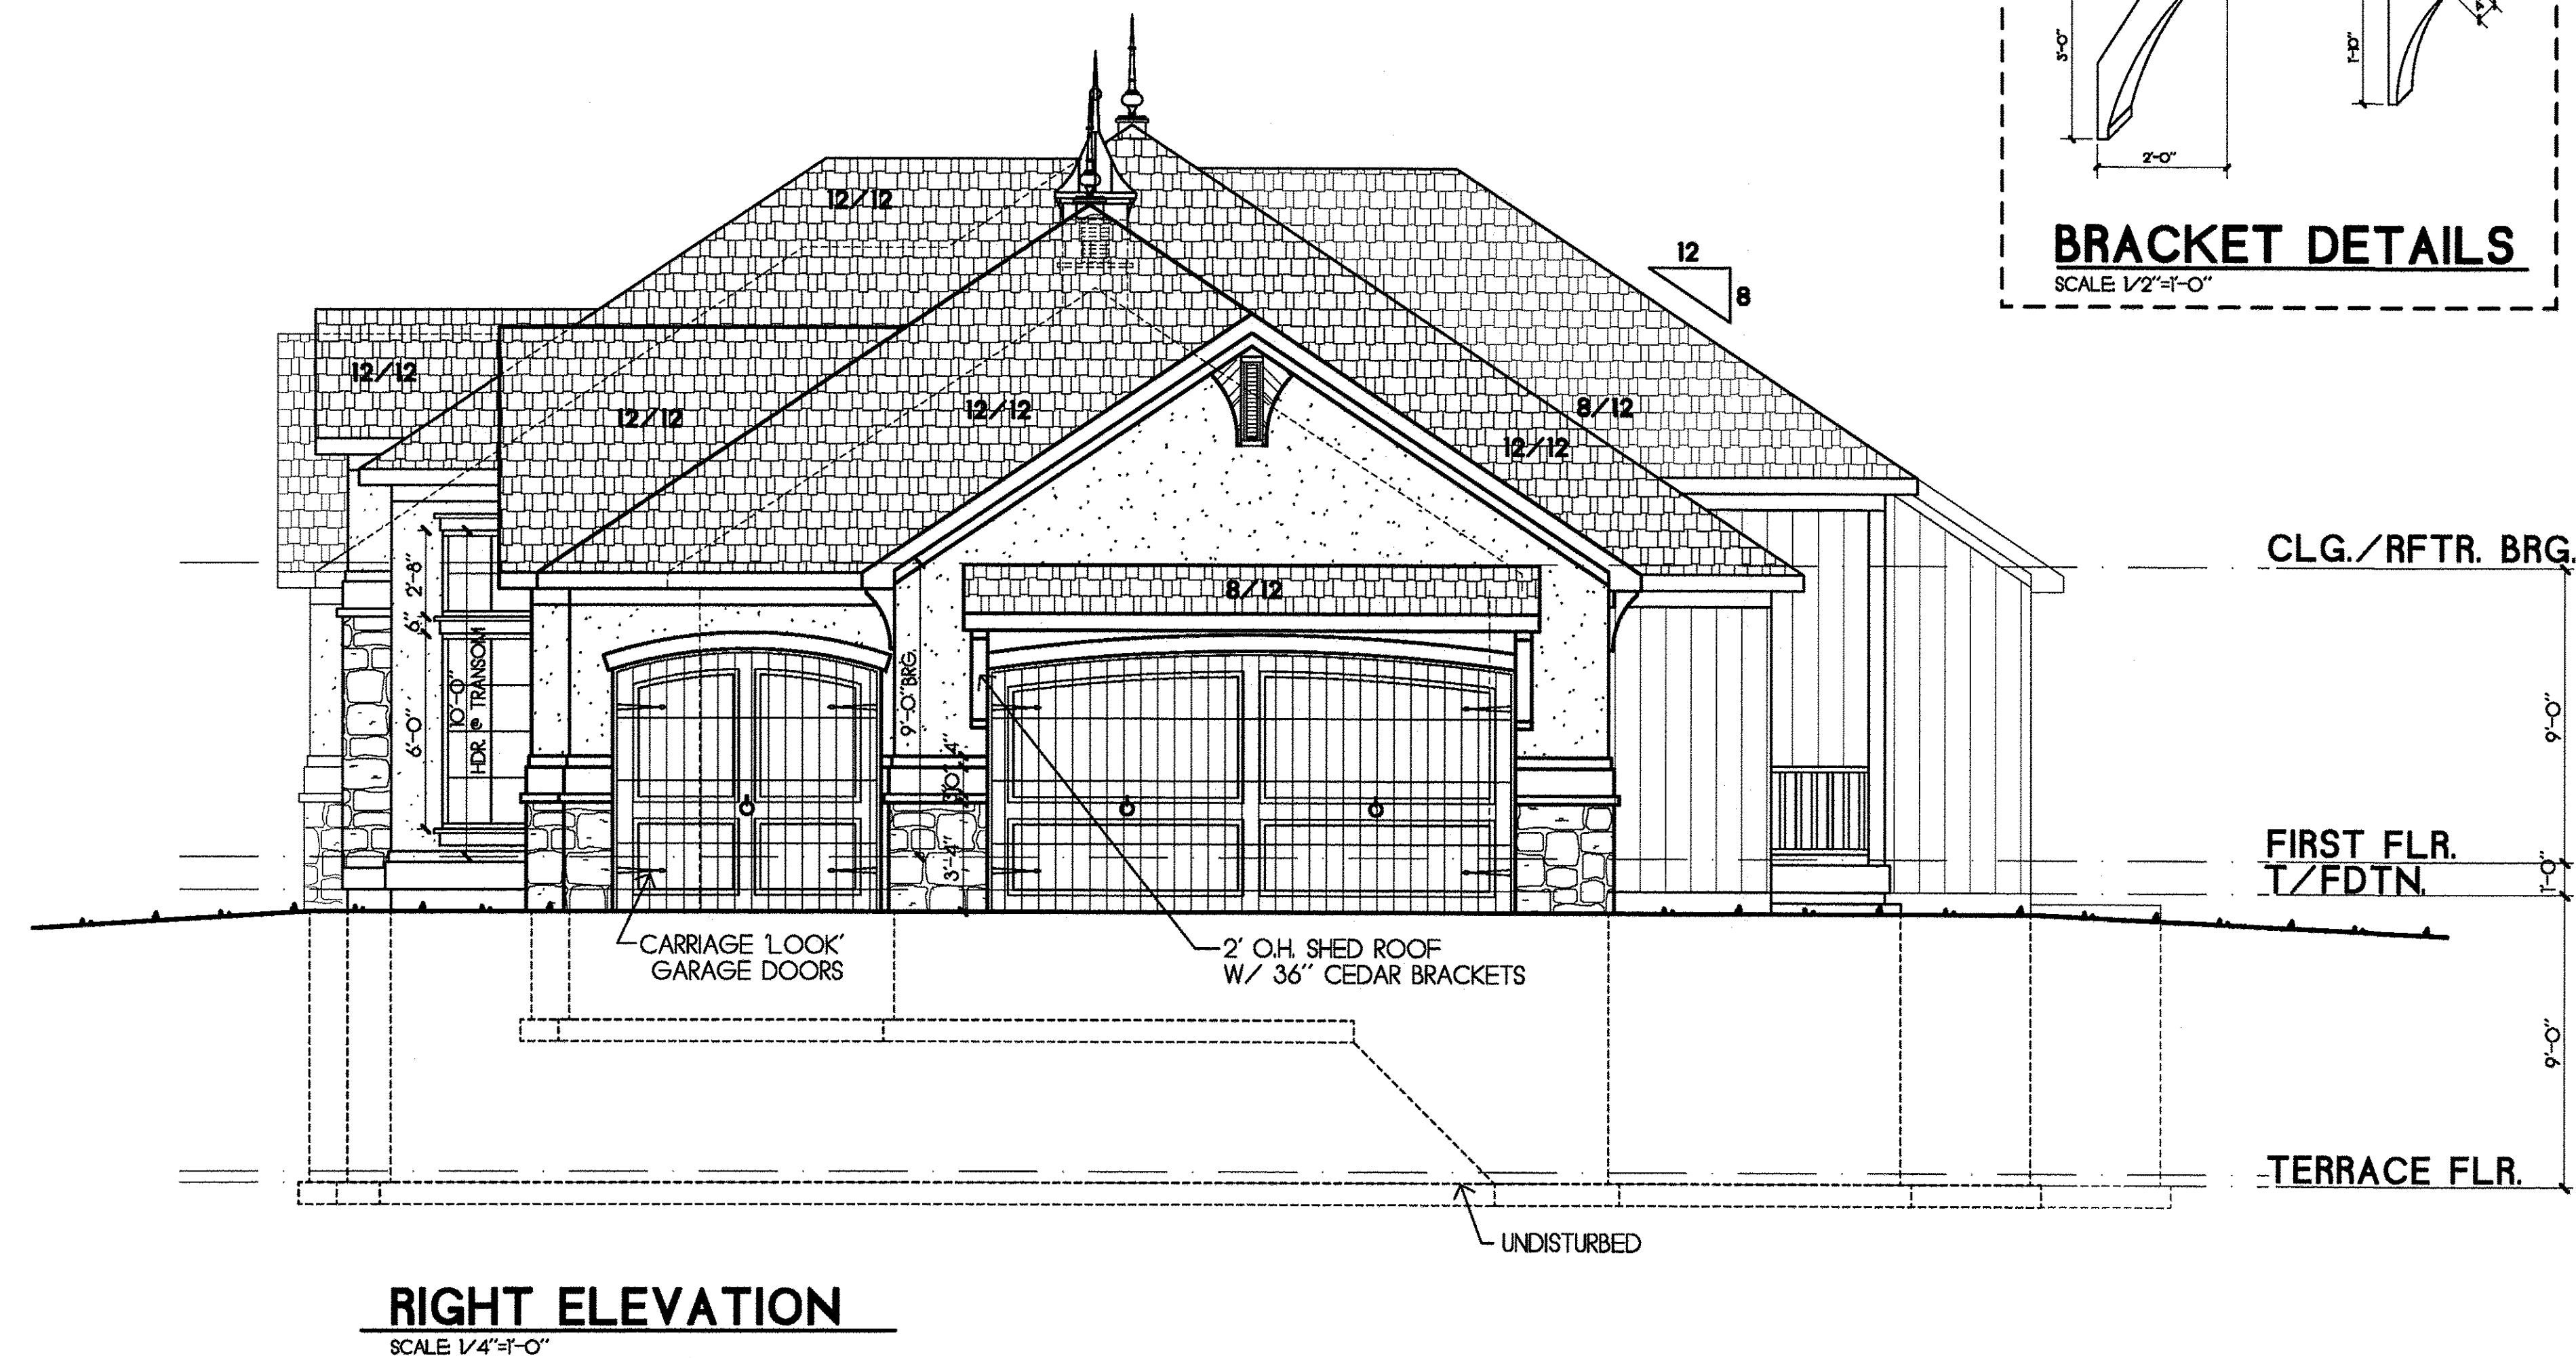 3'-0"
1'-10"
2'-0"
BRACKET DETAILS
SCALE: 1/2"=1'-0"
12
8
12/12
12/12
12/12
12/12
8/12
12/12
8/12
CLG./RFTR. BRG.
2'-8"
6"
6'-0"
10'-0"
HDR. @ TRANSOM
9'-0" BRG.
4"
3'-4"
9'-0"
FIRST FLR.
1'-0"
T/FDTN.
CARRIAGE 'LOOK'
GARAGE DOORS
2' O.H. SHED ROOF
W/ 36" CEDAR BRACKETS
9'-0"
TERRACE FLR.
UNDISTURBED
RIGHT ELEVATION
SCALE: 1/4"=1'-0"